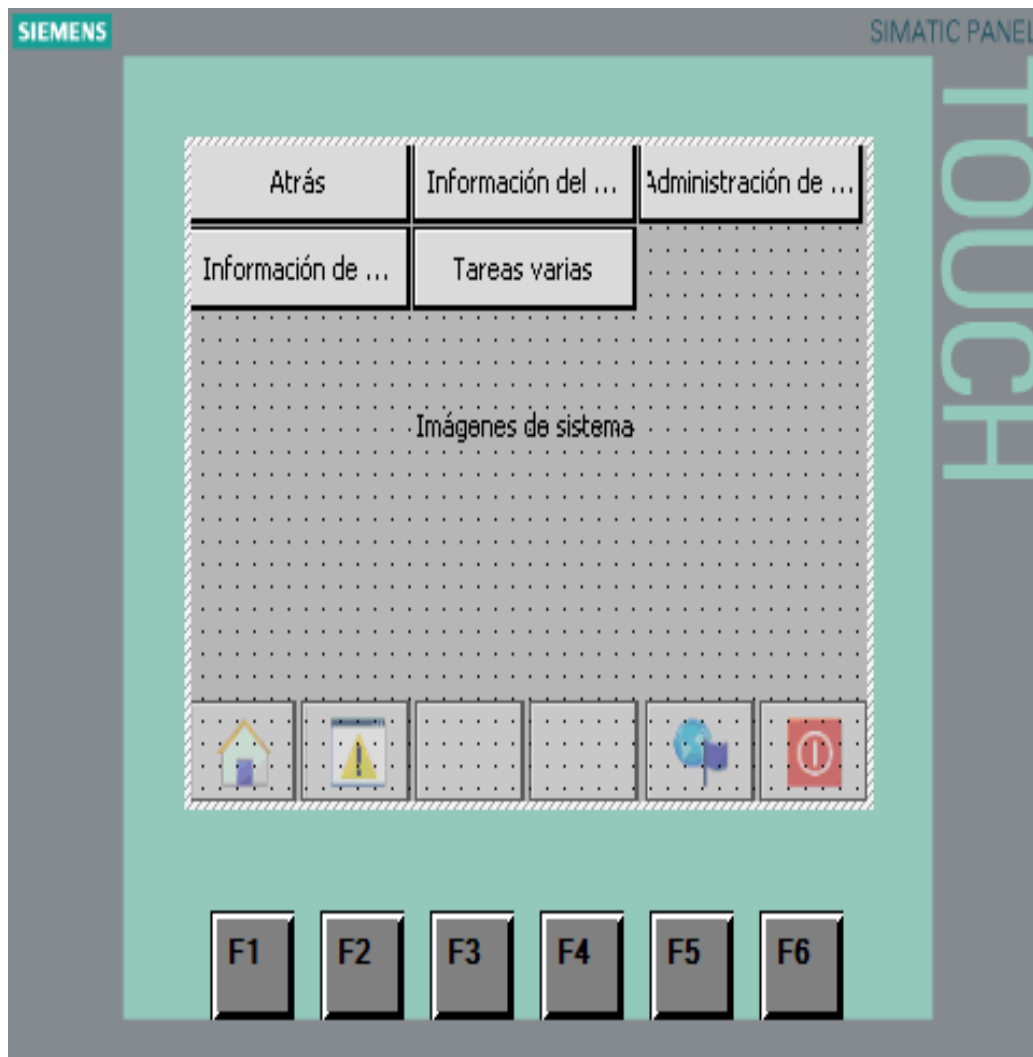 SIEMENS
SIMATIC PANEL
TOUCH
Atrás
Información del ...
Administración de ...
Información de ...
Tareas varias
Imágenes de sistema
F1
F2
F3
F4
F5
F6